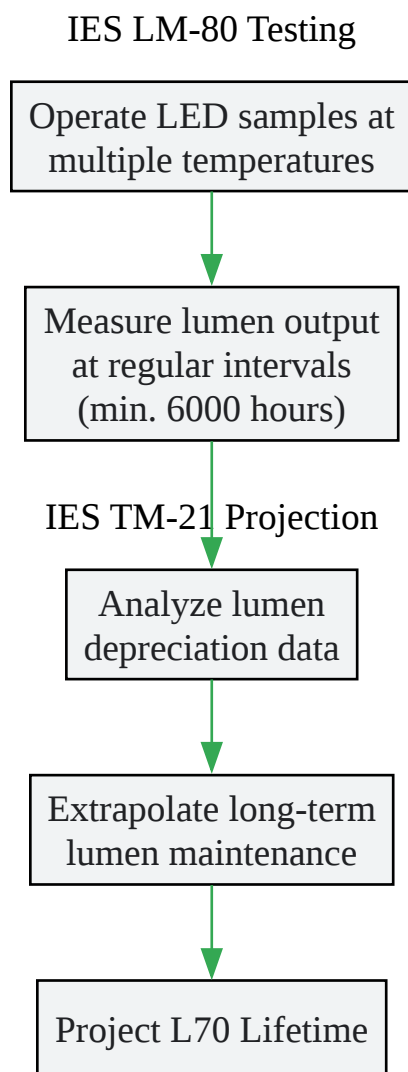 IES LM-80 Testing
Operate LED samples at
multiple temperatures
Measure lumen output
at regular intervals
(min. 6000 hours)
IES TM-21 Projection
Analyze lumen
depreciation data
Extrapolate long-term
lumen maintenance
Project L70 Lifetime